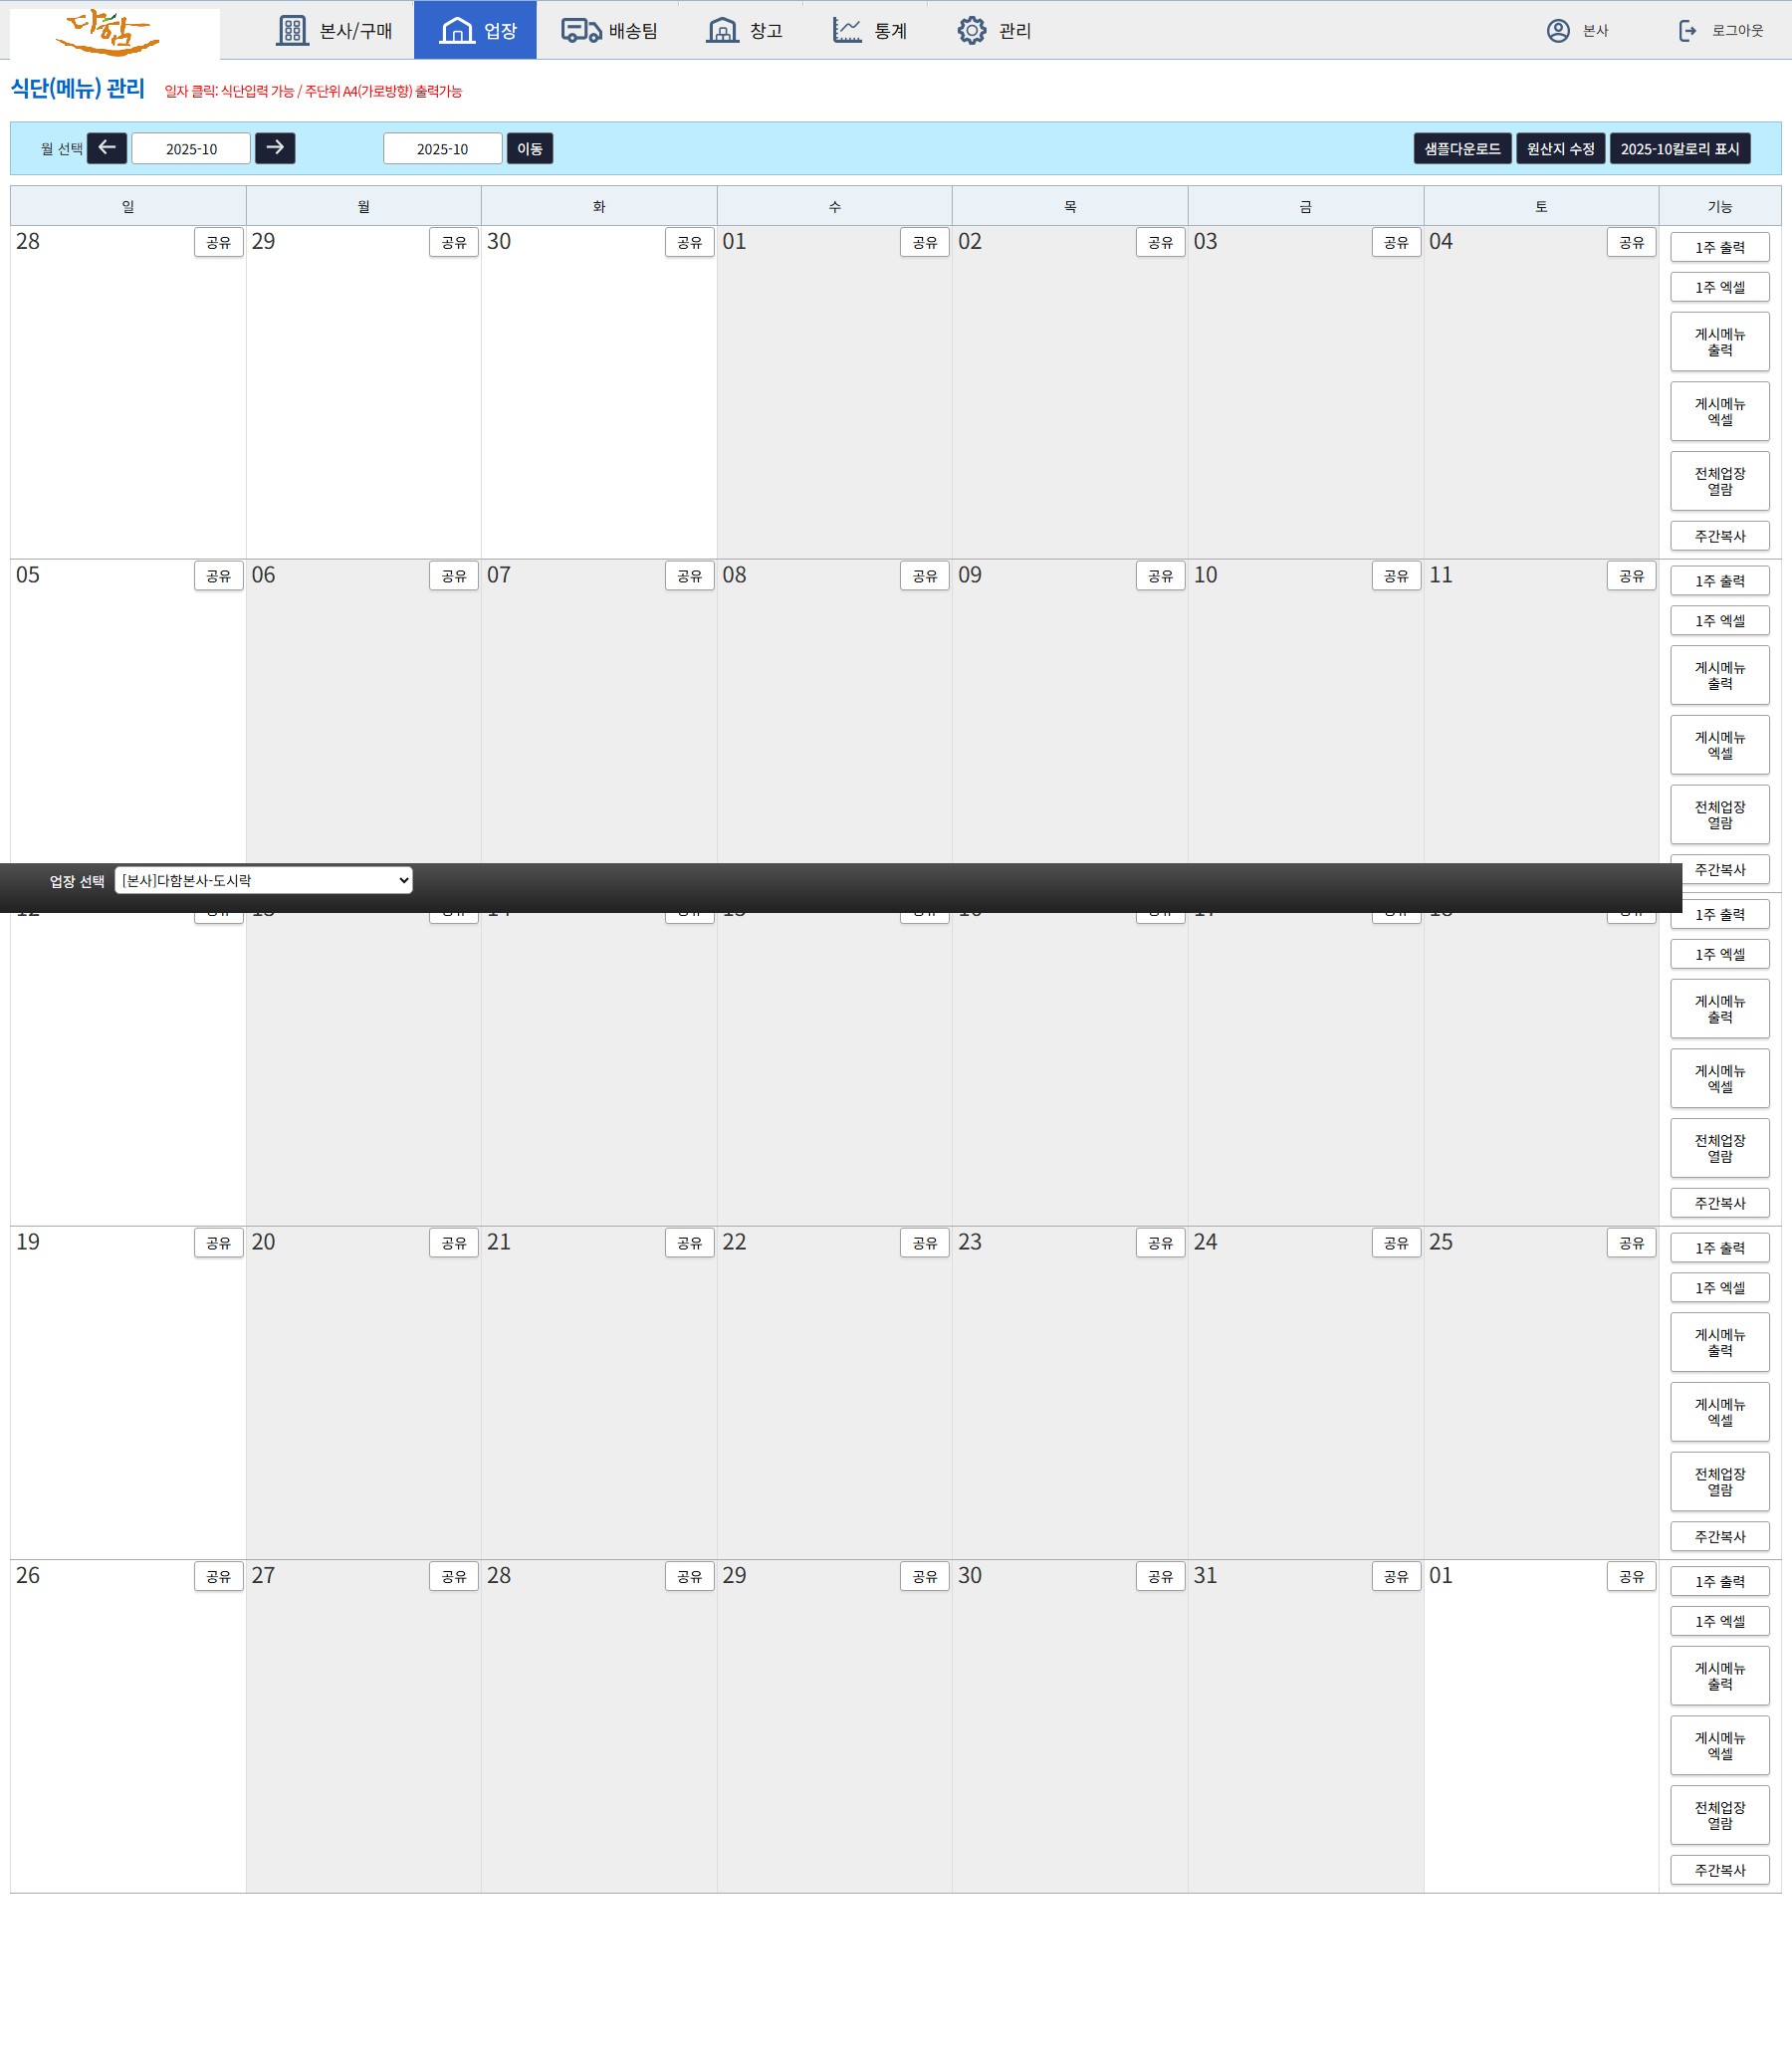 다함
본사/구매 업장 배송팀 창고 통계 관리 본사 로그아웃
식단(메뉴) 관리 일자 클릭: 식단입력 가능 / 주단위 A4(가로방향) 출력가능
월 선택 2025-10 2025-10 이동 샘플다운로드 원산지 수정 2025-10칼로리 표시
일 월 화 수 목 금 토 기능
28 공유 29 공유 30 공유 01 공유 02 공유 03 공유 04 공유
1주 출력
1주 엑셀
게시메뉴
출력
게시메뉴
엑셀
전체업장
열람
주간복사
05 공유 06 공유 07 공유 08 공유 09 공유 10 공유 11 공유
1주 출력
1주 엑셀
게시메뉴
출력
게시메뉴
엑셀
전체업장
열람
주간복사
업장 선택 [본사]다함본사-도시락
1주 출력
1주 엑셀
게시메뉴
출력
게시메뉴
엑셀
전체업장
열람
주간복사
19 공유 20 공유 21 공유 22 공유 23 공유 24 공유 25 공유
1주 출력
1주 엑셀
게시메뉴
출력
게시메뉴
엑셀
전체업장
열람
주간복사
26 공유 27 공유 28 공유 29 공유 30 공유 31 공유 01 공유
1주 출력
1주 엑셀
게시메뉴
출력
게시메뉴
엑셀
전체업장
열람
주간복사